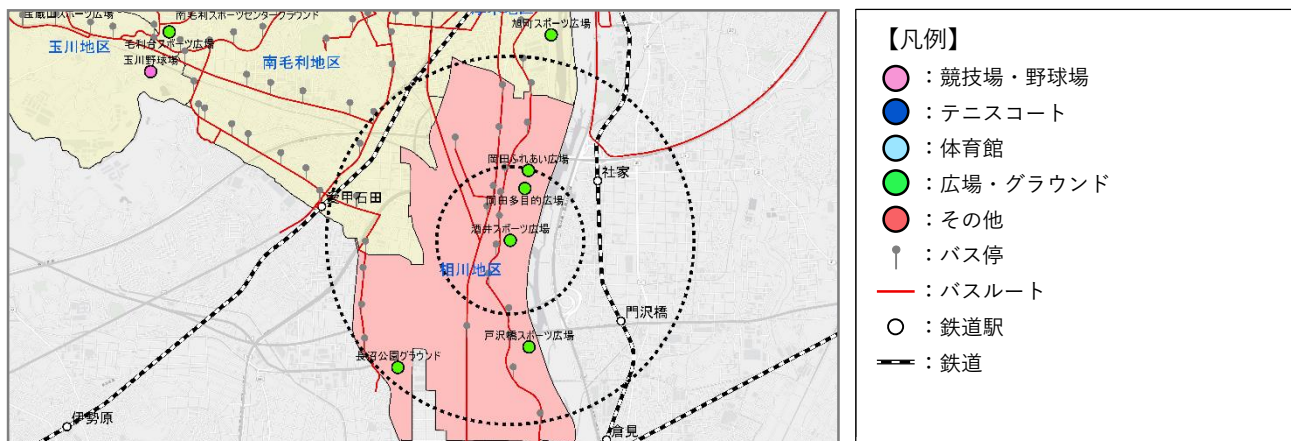 南毛利スポーツセンターグラウンド
旭町スポーツ広場
毛利台スポーツ広場
玉川地区
玉川野球場
南毛利地区
岡田ふれあい広場
社家
岡田多目的広場
愛甲石田
酒井スポーツ広場
相川地区
門沢橋
戸沢橋スポーツ広場
長沼公園グラウンド
伊勢原
倉見
【凡例】
：競技場・野球場
：テニスコート
：体育館
：広場・グラウンド
：その他
：バス停
：バスルート
：鉄道駅
：鉄道